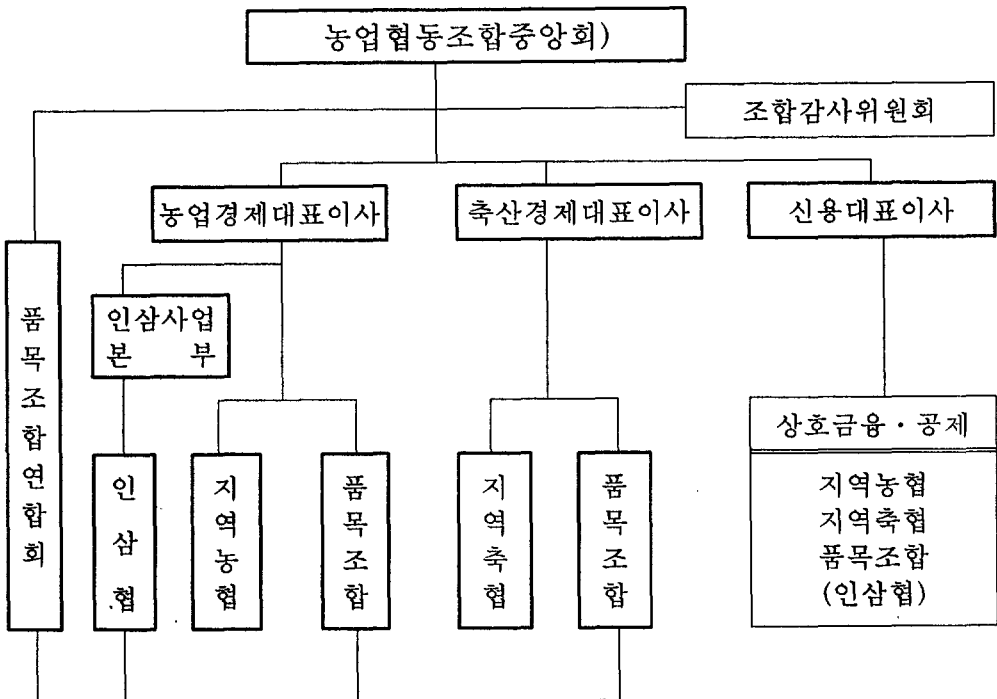 농업협동조합중앙회)
조합감사위원회
농업경제대표이사
축산경제대표이사
신용대표이사
품목조합연합회
인삼사업
본 부
인삼협
지역농협
품목조합
지역축협
품목조합
상호금융 · 공제
지역농협
지역축협
품목조합
(인삼협)